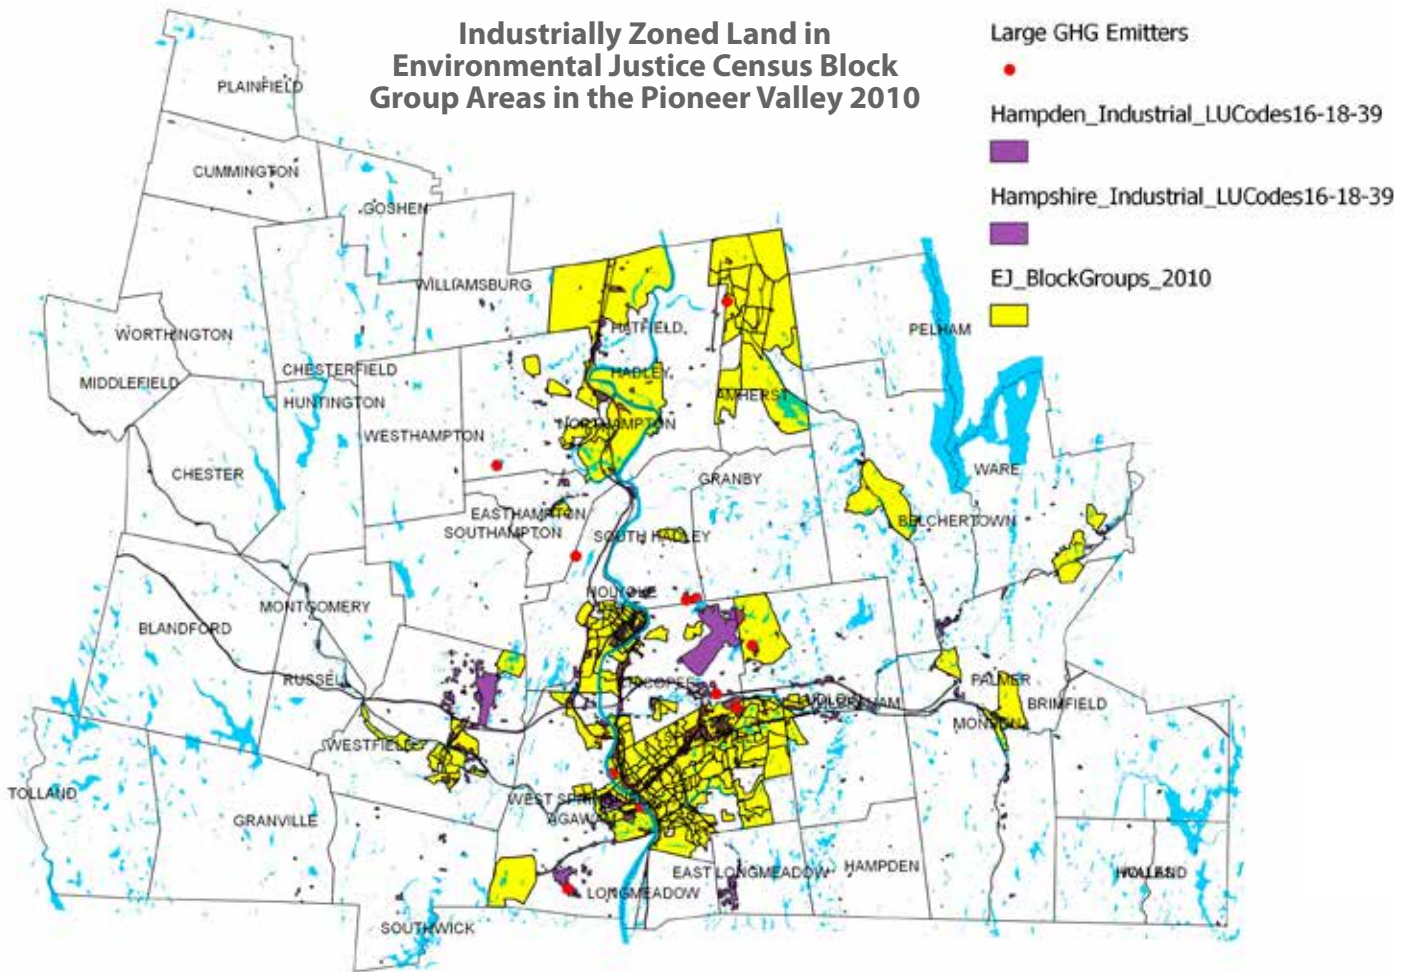 Industrially Zoned Land in
Environmental Justice Census Block
Group Areas in the Pioneer Valley 2010
Large GHG Emitters
Hampden_Industrial_LUCodes16-18-39
Hampshire_Industrial_LUCodes16-18-39
EJ_BlockGroups_2010
PLAINFIELD
CUMMINGTON
GOSHEN
WILLIAMSBURG
WORTHINGTON
HATFIELD
PELHAM
CHESTERFIELD
HADLEY
MIDDLEFIELD
AMHERST
HUNTINGTON
NORTHAMPTON
WESTHAMPTON
WARE
CHESTER
GRANBY
EASTHAMPTON
BELCHERTOWN
SOUTHAMPTON
SOUTH HADLEY
HOLYOKE
MONTGOMERY
BLANDFORD
RUSSELL
CHICOPEE
PALMER
LUDLOW
BRIMFIELD
MONSON
WESTFIELD
TOLLAND
WEST SPRINGFIELD
AGAWAM
GRANVILLE
EAST LONGMEADOW
HAMPDEN
HOLLAND
LONGMEADOW
SOUTHWICK